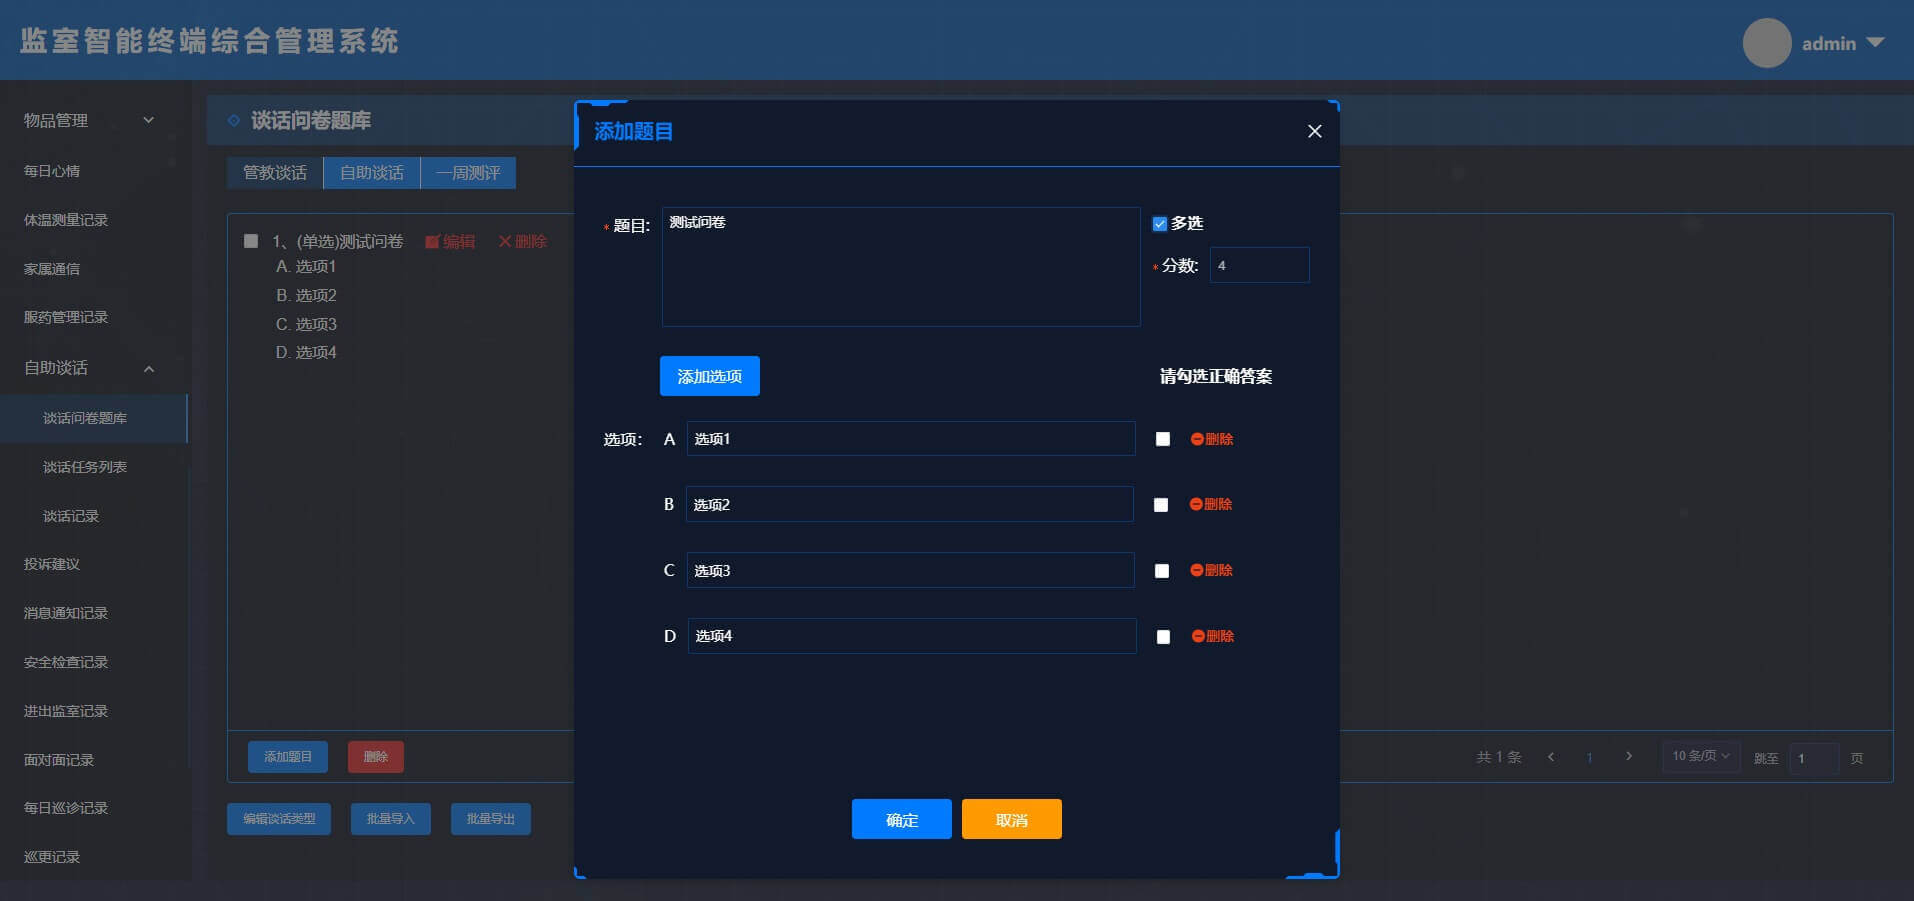 监室智能终端综合管理系统
admin
物品管理
每日心情
体温测量记录
家属通信
服药管理记录
自助谈话
谈话问卷题库
谈话任务列表
谈话记录
投诉建议
消息通知记录
安全检查记录
进出监室记录
面对面记录
每日巡诊记录
巡更记录
谈话问卷题库
管教谈话 自助谈话 一周测评
1、(单选)测试问卷 编辑 删除
A. 选项1
B. 选项2
C. 选项3
D. 选项4
添加题目 删除
共 1 条 1 10 条/页 跳至 1 页
编辑谈话类型 批量导入 批量导出
添加题目
* 题目: 测试问卷 多选
* 分数: 4
添加选项 请勾选正确答案
选项: A 选项1 删除
B 选项2 删除
C 选项3 删除
D 选项4 删除
确定 取消